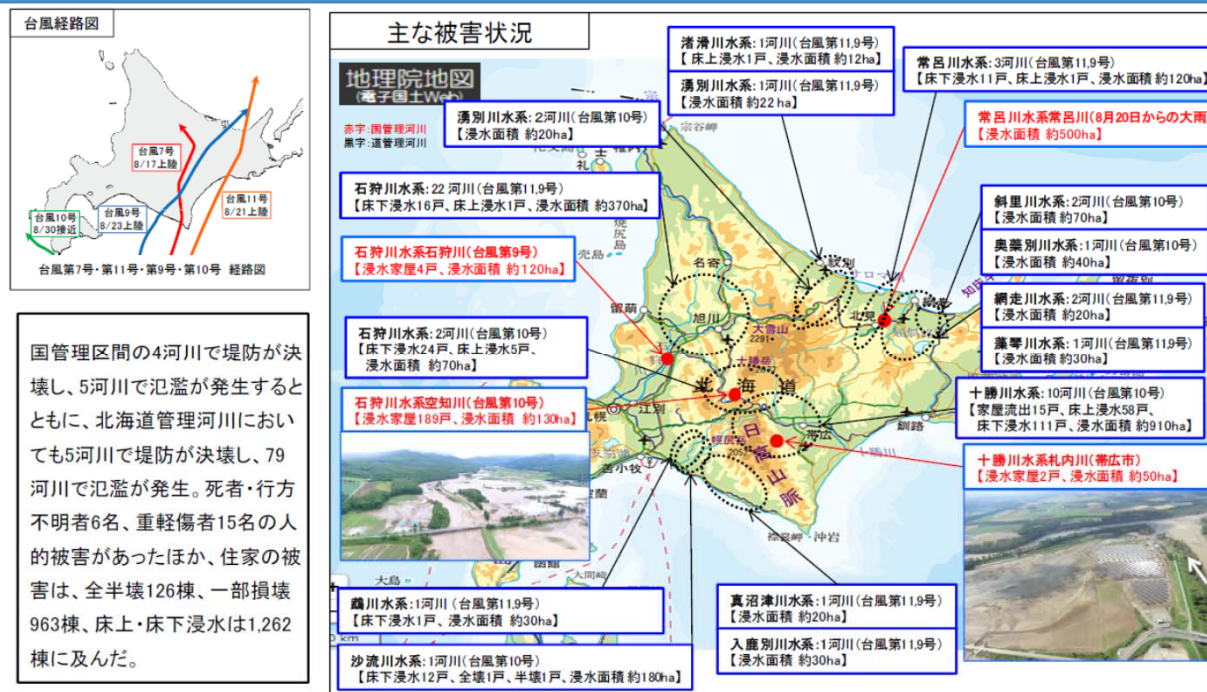 台風経路図
台風7号
8/17上陸
台風11号
8/21上陸
台風10号
8/30接近
台風9号
8/23上陸
台風第7号・第11号・第9号・第10号 経路図
国管理区間の4河川で堤防が決
壊し、5河川で氾濫が発生すると
ともに、北海道管理河川におい
ても5河川で堤防が決壊し、79
河川で氾濫が発生。死者・行方
不明者6名、重軽傷者15名の人
的被害があったほか、住家の被
害は、全半壊126棟、一部損壊
963棟、床上・床下浸水は1,262
棟に及んだ。
主な被害状況
地理院地図
(電子国土Web)
赤字:国管理河川
黒字:道管理河川
渚滑川水系:1河川(台風第11,9号)
【床上浸水1戸、浸水面積 約12ha】
湧別川水系:1河川(台風第11,9号)
【浸水面積 約22ha】
常呂川水系:3河川(台風第11,9号)
【床下浸水11戸、床上浸水1戸、浸水面積 約120ha】
湧別川水系:2河川(台風第10号)
【浸水面積 約20ha】
常呂川水系常呂川(8月20日からの大雨)
【浸水面積 約500ha】
石狩川水系:22河川(台風第11,9号)
【床下浸水16戸、床上浸水1戸、浸水面積 約370ha】
斜里川水系:2河川(台風第10号)
【浸水面積 約70ha】
奥蘂別川水系:1河川(台風第10号)
【浸水面積 約40ha】
石狩川水系石狩川(台風第9号)
【浸水家屋4戸、浸水面積 約120ha】
網走川水系:2河川(台風第11,9号)
【浸水面積 約20ha】
藻琴川水系:1河川(台風第11,9号)
【浸水面積 約30ha】
石狩川水系:2河川(台風第10号)
【床下浸水24戸、床上浸水5戸、
浸水面積 約70ha】
石狩川水系空知川(台風第10号)
【浸水家屋189戸、浸水面積 約130ha】
十勝川水系:10河川(台風第10号)
【家屋流出15戸、床上浸水58戸、
床下浸水111戸、浸水面積 約910ha】
十勝川水系札内川(帯広市)
【浸水家屋2戸、浸水面積 約50ha】
鵡川水系:1河川(台風第11,9号)
【床下浸水1戸、浸水面積 約30ha】
沙流川水系:1河川(台風第10号)
【床下浸水12戸、全壊1戸、半壊1戸、浸水面積 約180ha】
真沼津川水系:1河川(台風第11,9号)
【浸水面積 約20ha】
入鹿別川水系:1河川(台風第11,9号)
【浸水面積 約30ha】
宗谷岬
名寄
紋別
サロマ
留萌
旭川
北見
大雪山
2291
十勝岳
北海道
江別
札幌
帯広
釧路
十勝川
苫小牧
幌尻岳
日高山脈
襟裳岬
沖岩
函館
大間崎
大島